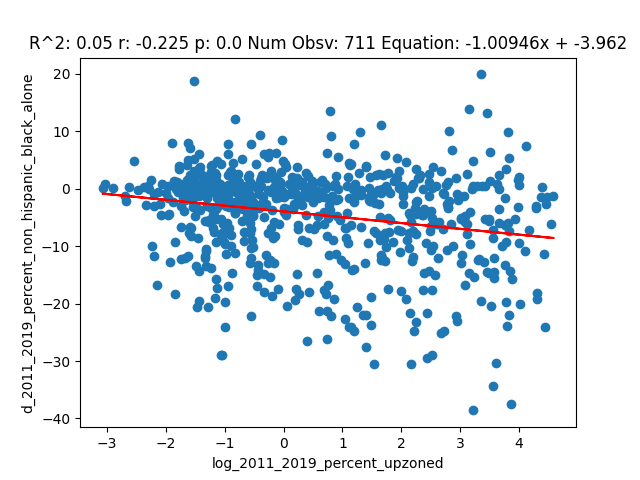 R^2: 0.05 r: -0.225 p: 0.0 Num Obsv: 711 Equation: -1.00946x + -3.962
20
10
0
−10
−20
−30
−40
d_2011_2019_percent_non_hispanic_black_alone
−3 −2 −1 0 1 2 3 4
log_2011_2019_percent_upzoned